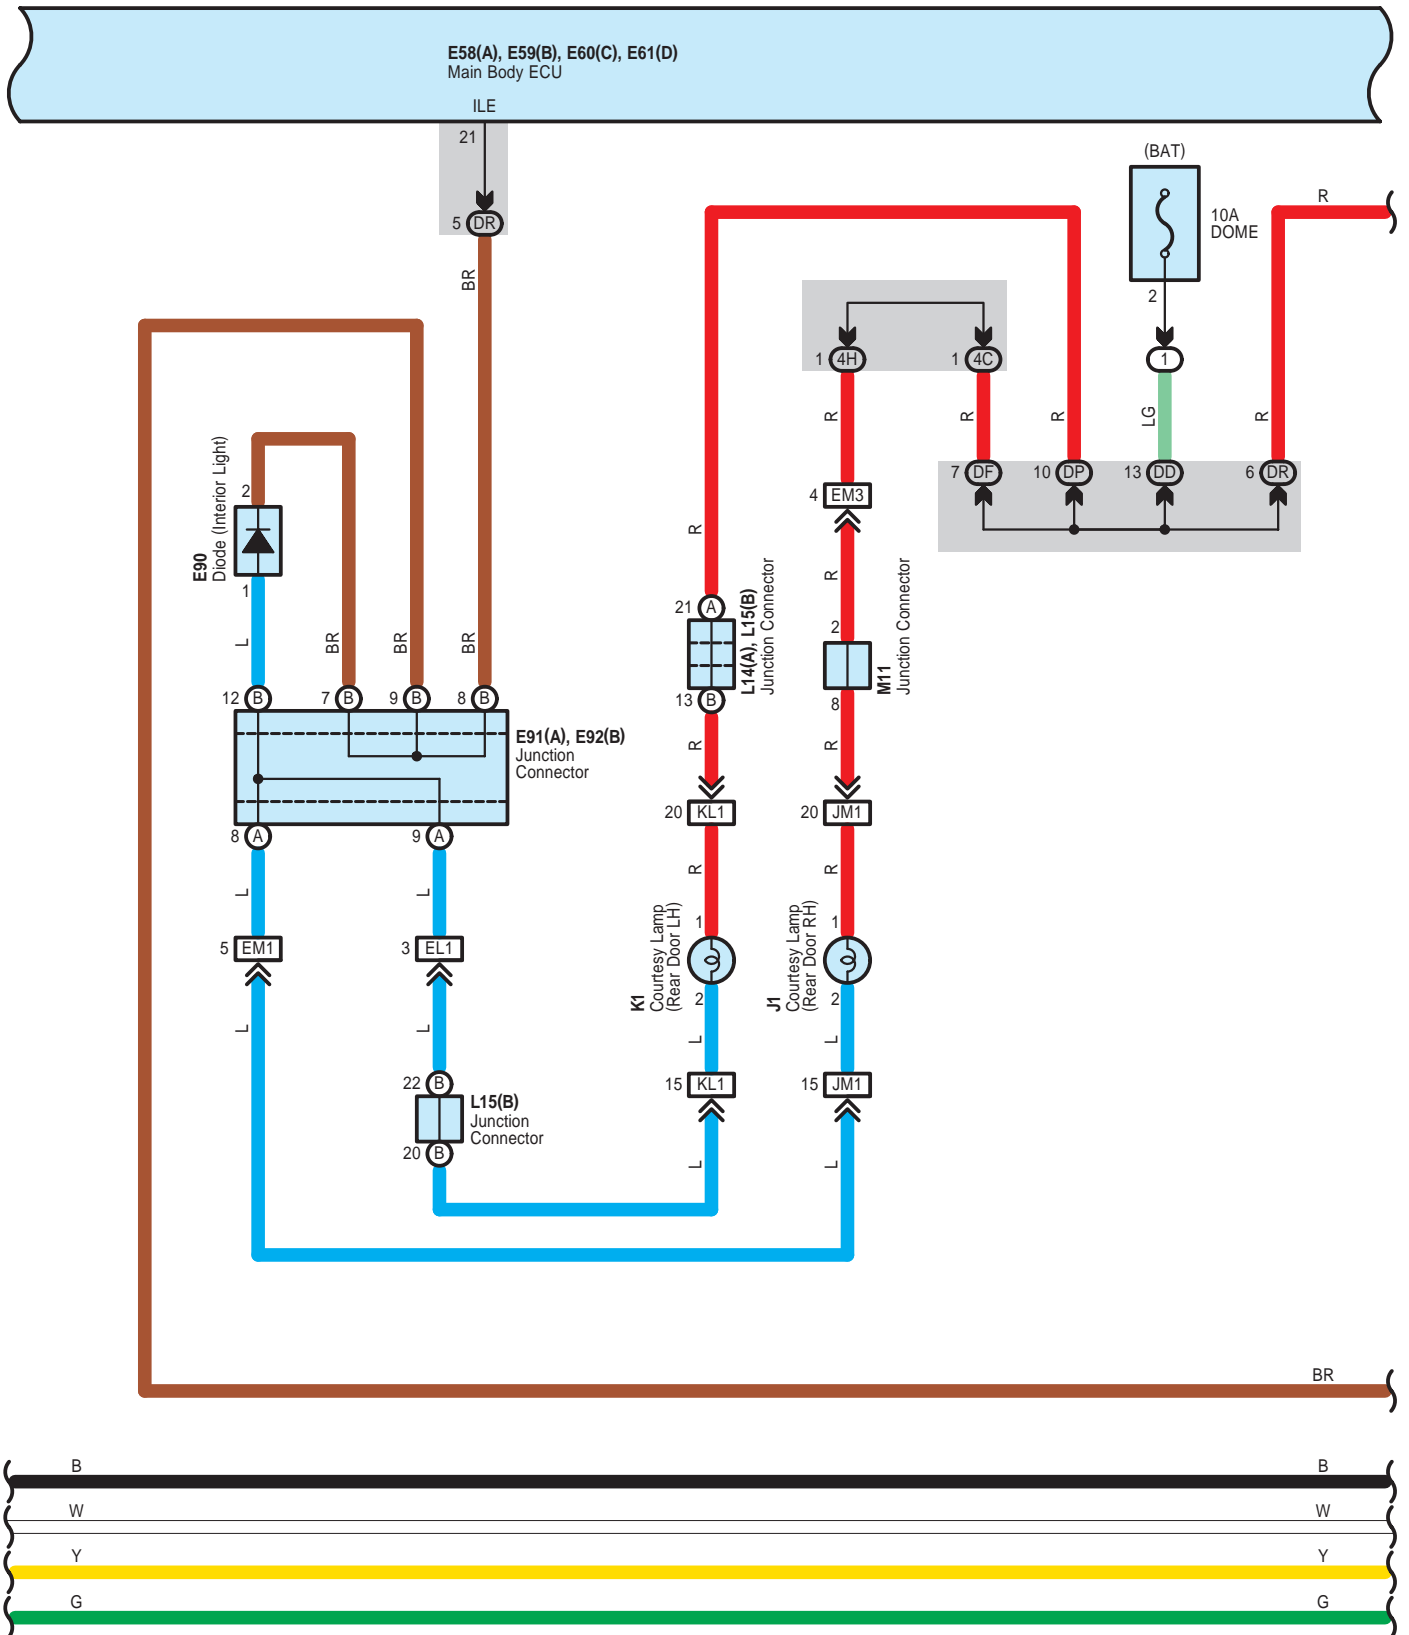 E58(A), E59(B), E60(C), E61(D)
Main Body ECU
ILE
21
5 DR
BR
(BAT)
10A
DOME
2
1
LG
R
1 4H
1 4C
R
R
R
R
7 DF
10 DP
13 DD
6 DR
4 EM3
R
R
E90
Diode (Interior Light)
2
1
L
BR
BR
BR
12 B
7 B
9 B
8 B
E91(A), E92(B)
Junction
Connector
8 A
9 A
21 A
L14(A), L15(B)
Junction Connector
13 B
2
M11
Junction Connector
8
R
R
20 KL1
20 JM1
R
R
L
L
5 EM1
3 EL1
L
L
K1
Courtesy Lamp
(Rear Door LH)
1
2
J1
Courtesy Lamp
(Rear Door RH)
1
2
L
L
22 B
L15(B)
Junction
Connector
20 B
15 KL1
15 JM1
L
L
BR
B
B
W
W
Y
Y
G
G